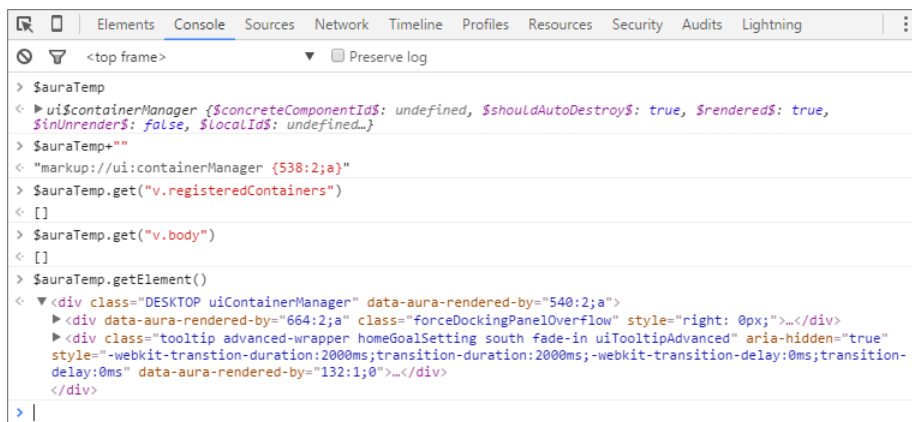 Elements Console Sources Network Timeline Profiles Resources Security Audits Lightning
<top frame> ▼ Preserve log
> $auraTemp
<· ▶ ui$containerManager {$concreteComponentId$: undefined, $shouldAutoDestroy$: true, $rendered$: true,
$inUnrender$: false, $localId$: undefined…}
> $auraTemp+""
<· "markup://ui:containerManager {538:2;a}"
> $auraTemp.get("v.registeredContainers")
<· []
> $auraTemp.get("v.body")
<· []
> $auraTemp.getElement()
<· ▼<div class="DESKTOP uiContainerManager" data-aura-rendered-by="540:2;a">
▶<div data-aura-rendered-by="664:2;a" class="forceDockingPanelOverflow" style="right: 0px;">…</div>
▶<div class="tooltip advanced-wrapper homeGoalSetting south fade-in uiTooltipAdvanced" aria-hidden="true"
style="-webkit-transtion-duration:2000ms;transition-duration:2000ms;-webkit-transition-delay:0ms;transition-
delay:0ms" data-aura-rendered-by="132:1;0">…</div>
</div>
>